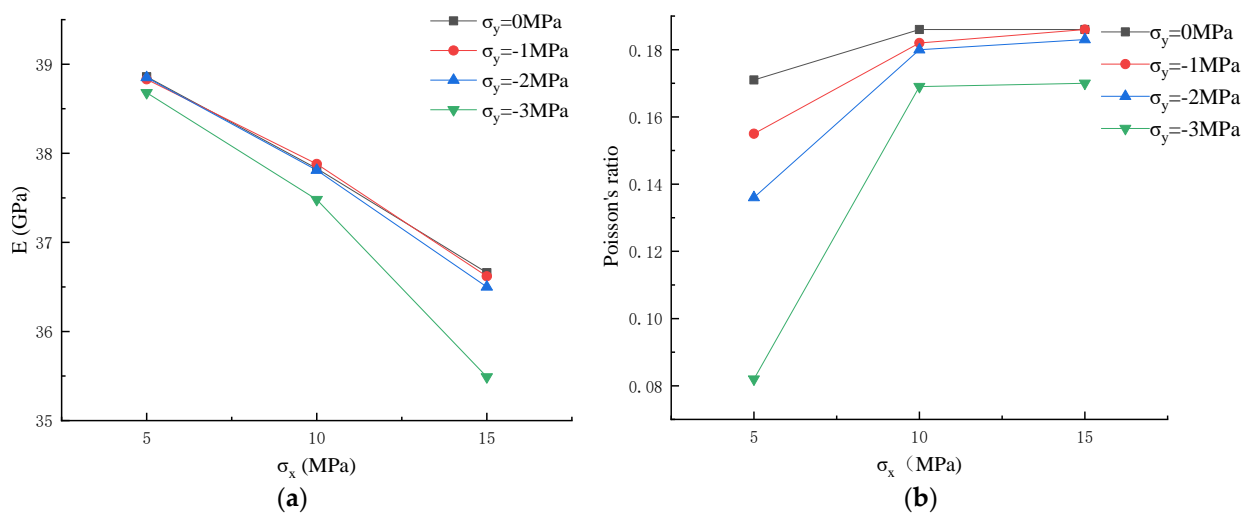 σy=0MPa
σy=-1MPa
σy=-2MPa
σy=-3MPa
39
38
37
36
35
E (GPa)
5 10 15
σx (MPa)
(a)
σy=0MPa
σy=-1MPa
σy=-2MPa
σy=-3MPa
0.18
0.16
0.14
0.12
0.10
0.08
Poisson's ratio
5 10 15
σx（MPa)
(b)